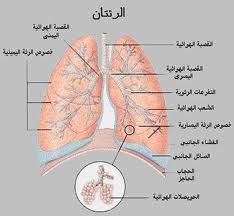 الرئتان
القصبة الهوائية
اليمنى
فصوص الرئة اليمينية
القصبة الهوائية
القصبة الهوائية
اليسرى
التفرعات الرئوية
الشعب الهوائية
فصوص الرئة اليسارية
الغشاء الجانبي
السائل الجانبي
الحجاب
الحاجز
الحويصلات الهوائية